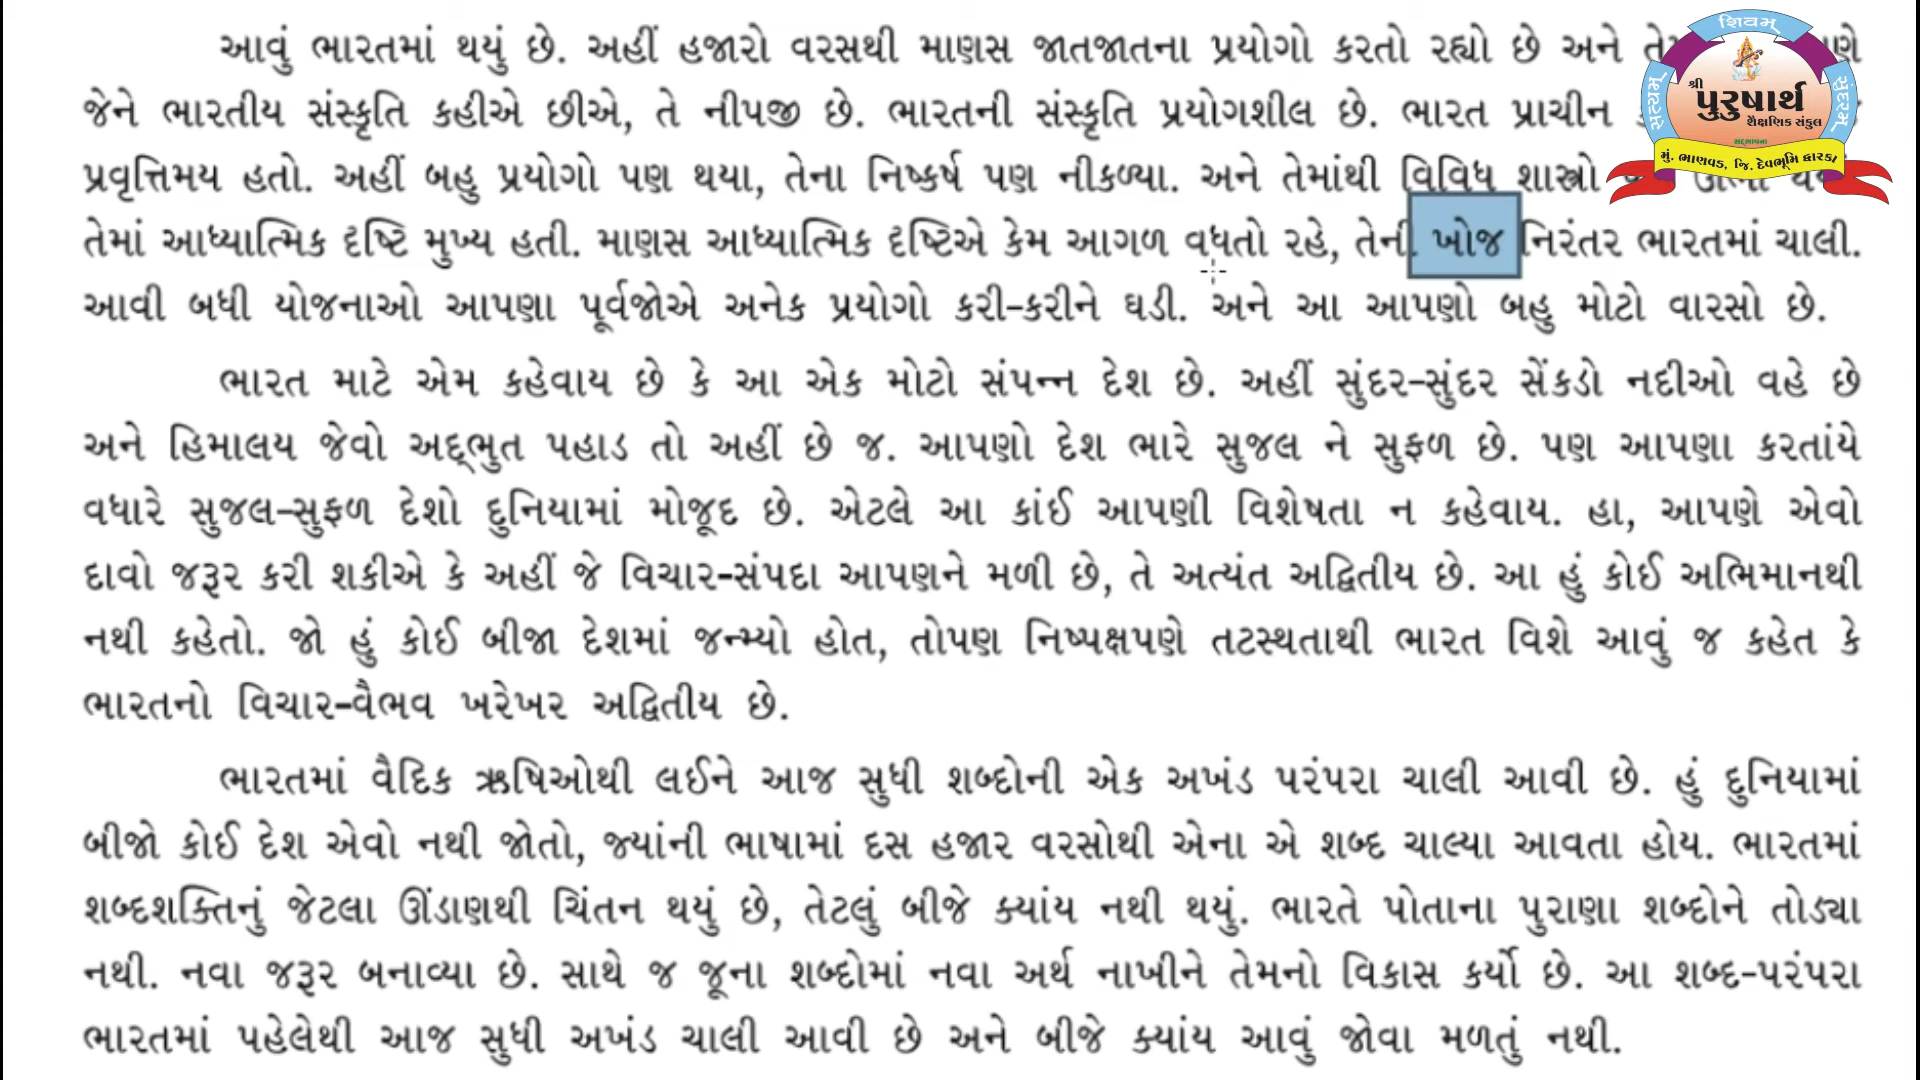 આવું ભારતમાં થયું છે. અહીં હજારો વરસથી માણસ જાતજાતના પ્રયોગો કરતો રહ્યો છે અને
જેને ભારતીય સંસ્કૃતિ કહીએ છીએ, તે નીપજી છે. ભારતની સંસ્કૃતિ પ્રયોગશીલ છે. ભારત પ્રાચીન
પ્રવૃત્તિમય હતો. અહીં બહુ પ્રયોગો પણ થયા, તેના નિષ્કર્ષ પણ નીકળ્યા. અને તેમાંથી વિવિધ શાસ્ત્રો
તેમાં આધ્યાત્મિક દૃષ્ટિ મુખ્ય હતી. માણસ આધ્યાત્મિક દૃષ્ટિએ કેમ આગળ વધતો રહે, તેની ખોજ નિરંતર ભારતમાં ચાલી.
આવી બધી યોજનાઓ આપણા પૂર્વજોએ અનેક પ્રયોગો કરી-કરીને ઘડી. અને આ આપણો બહુ મોટો વારસો છે.
ભારત માટે એમ કહેવાય છે કે આ એક મોટો સંપન્ન દેશ છે. અહીં સુંદર-સુંદર સેંકડો નદીઓ વહે છે
અને હિમાલય જેવો અદ્ભુત પહાડ તો અહીં છે જ. આપણો દેશ ભારે સુજલ ને સુફળ છે. પણ આપણા કરતાંયે
વધારે સુજલ-સુફળ દેશો દુનિયામાં મોજૂદ છે. એટલે આ કાંઈ આપણી વિશેષતા ન કહેવાય. હા, આપણે એવો
દાવો જરૂર કરી શકીએ કે અહીં જે વિચાર-સંપદા આપણને મળી છે, તે અત્યંત અદ્વિતીય છે. આ હું કોઈ અભિમાનથી
નથી કહેતો. જો હું કોઈ બીજા દેશમાં જન્મ્યો હોત, તોપણ નિષ્પક્ષપણે તટસ્થતાથી ભારત વિશે આવું જ કહેત કે
ભારતનો વિચાર-વૈભવ ખરેખર અદ્વિતીય છે.
ભારતમાં વૈદિક ઋષિઓથી લઈને આજ સુધી શબ્દોની એક અખંડ પરંપરા ચાલી આવી છે. હું દુનિયામાં
બીજો કોઈ દેશ એવો નથી જોતો, જ્યાંની ભાષામાં દસ હજાર વરસોથી એના એ શબ્દ ચાલ્યા આવતા હોય. ભારતમાં
શબ્દશક્તિનું જેટલા ઊંડાણથી ચિંતન થયું છે, તેટલું બીજે ક્યાંય નથી થયું. ભારતે પોતાના પુરાણા શબ્દોને તોડ્યા
નથી. નવા જરૂર બનાવ્યા છે. સાથે જ જૂના શબ્દોમાં નવા અર્થ નાખીને તેમનો વિકાસ કર્યો છે. આ શબ્દ-પરંપરા
ભારતમાં પહેલેથી આજ સુધી અખંડ ચાલી આવી છે અને બીજે ક્યાંય આવું જોવા મળતું નથી.
શિવમ્
સત્યમ્
સુંદરમ્
શ્રી
પુરુષાર્થ
શૈક્ષણિક સંકુલ
સદ્ભાવના
મું. ભાણવડ, જિ. દેવભૂમિ દ્વારકા